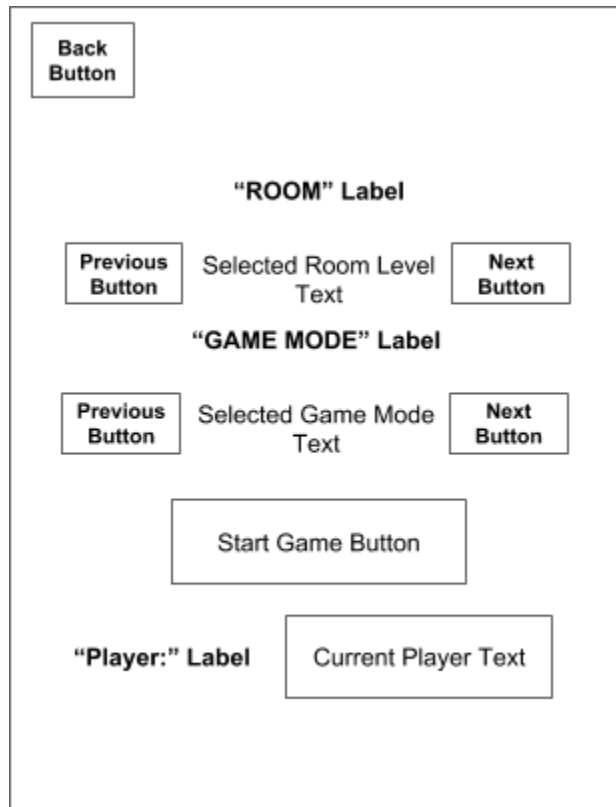 Back
Button
“ROOM” Label
Previous
Button
Selected Room Level
Text
Next
Button
“GAME MODE” Label
Previous
Button
Selected Game Mode
Text
Next
Button
Start Game Button
“Player:” Label
Current Player Text